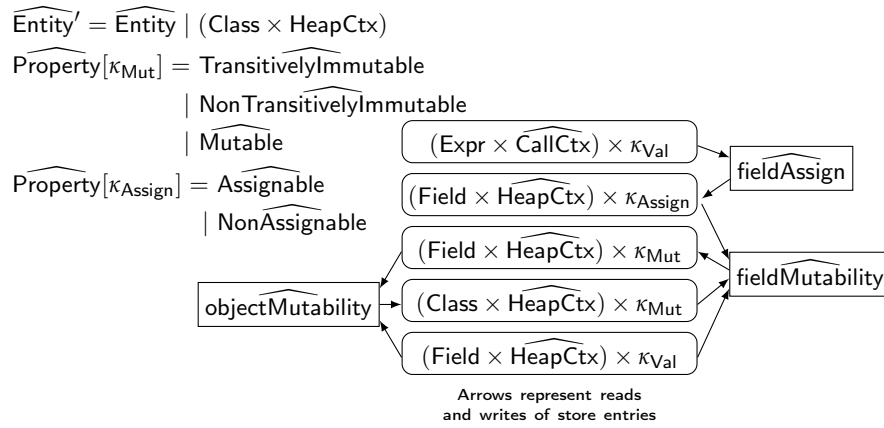 Entity′ = Entity | (Class × HeapCtx)
Property[κMut] = TransitivelyImmutable
| NonTransitivelyImmutable
| Mutable
Property[κAssign] = Assignable
| NonAssignable
(Expr × CallCtx) × κVal
fieldAssign
(Field × HeapCtx) × κAssign
(Field × HeapCtx) × κMut
fieldMutability
objectMutability
(Class × HeapCtx) × κMut
(Field × HeapCtx) × κVal
Arrows represent reads
and writes of store entries